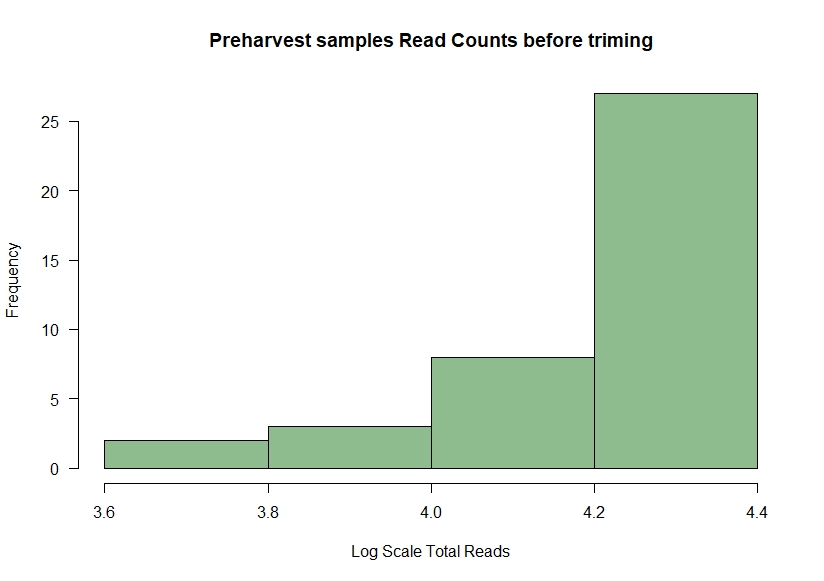 Preharvest samples Read Counts before triming
25
20
15
10
5
0
Frequency
3.6 3.8 4.0 4.2 4.4
Log Scale Total Reads